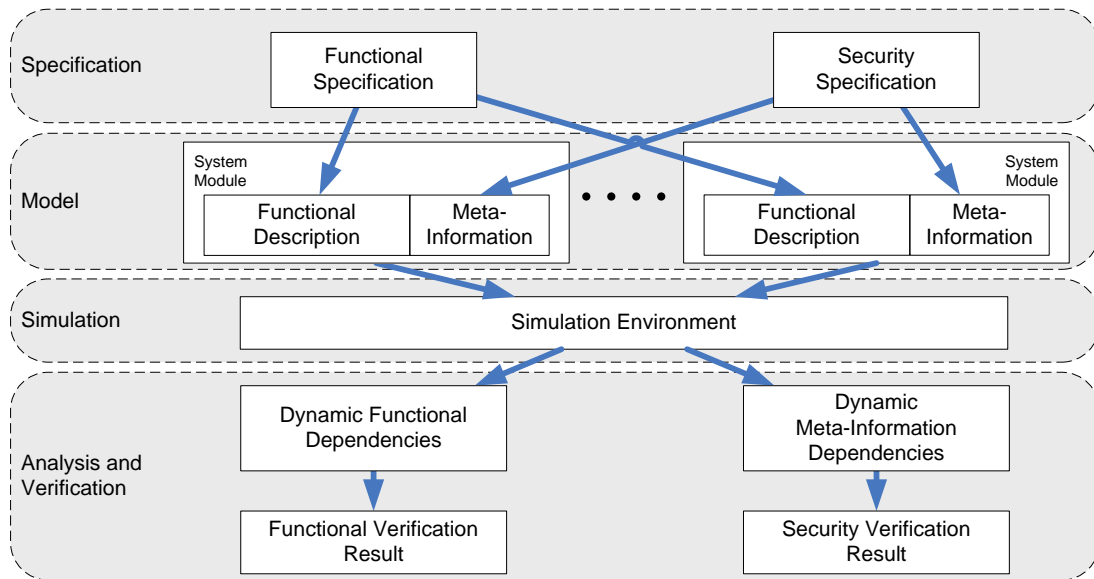 Specification
Functional
Specification
Security
Specification
Model
System
Module
Functional
Description
Meta-
Information
System
Module
Functional
Description
Meta-
Information
Simulation
Simulation Environment
Analysis and
Verification
Dynamic Functional
Dependencies
Dynamic
Meta-Information
Dependencies
Functional Verification
Result
Security Verification
Result